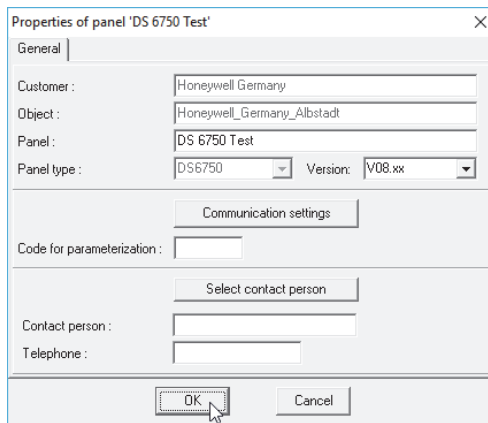 Properties of panel 'DS 6750 Test'
General
Customer : Honeywell Germany
Object : Honeywell_Germany_Albstadt
Panel : DS 6750 Test
Panel type : DS6750 Version: V08.xx
Communication settings
Code for parameterization :
Select contact person
Contact person :
Telephone :
OK Cancel